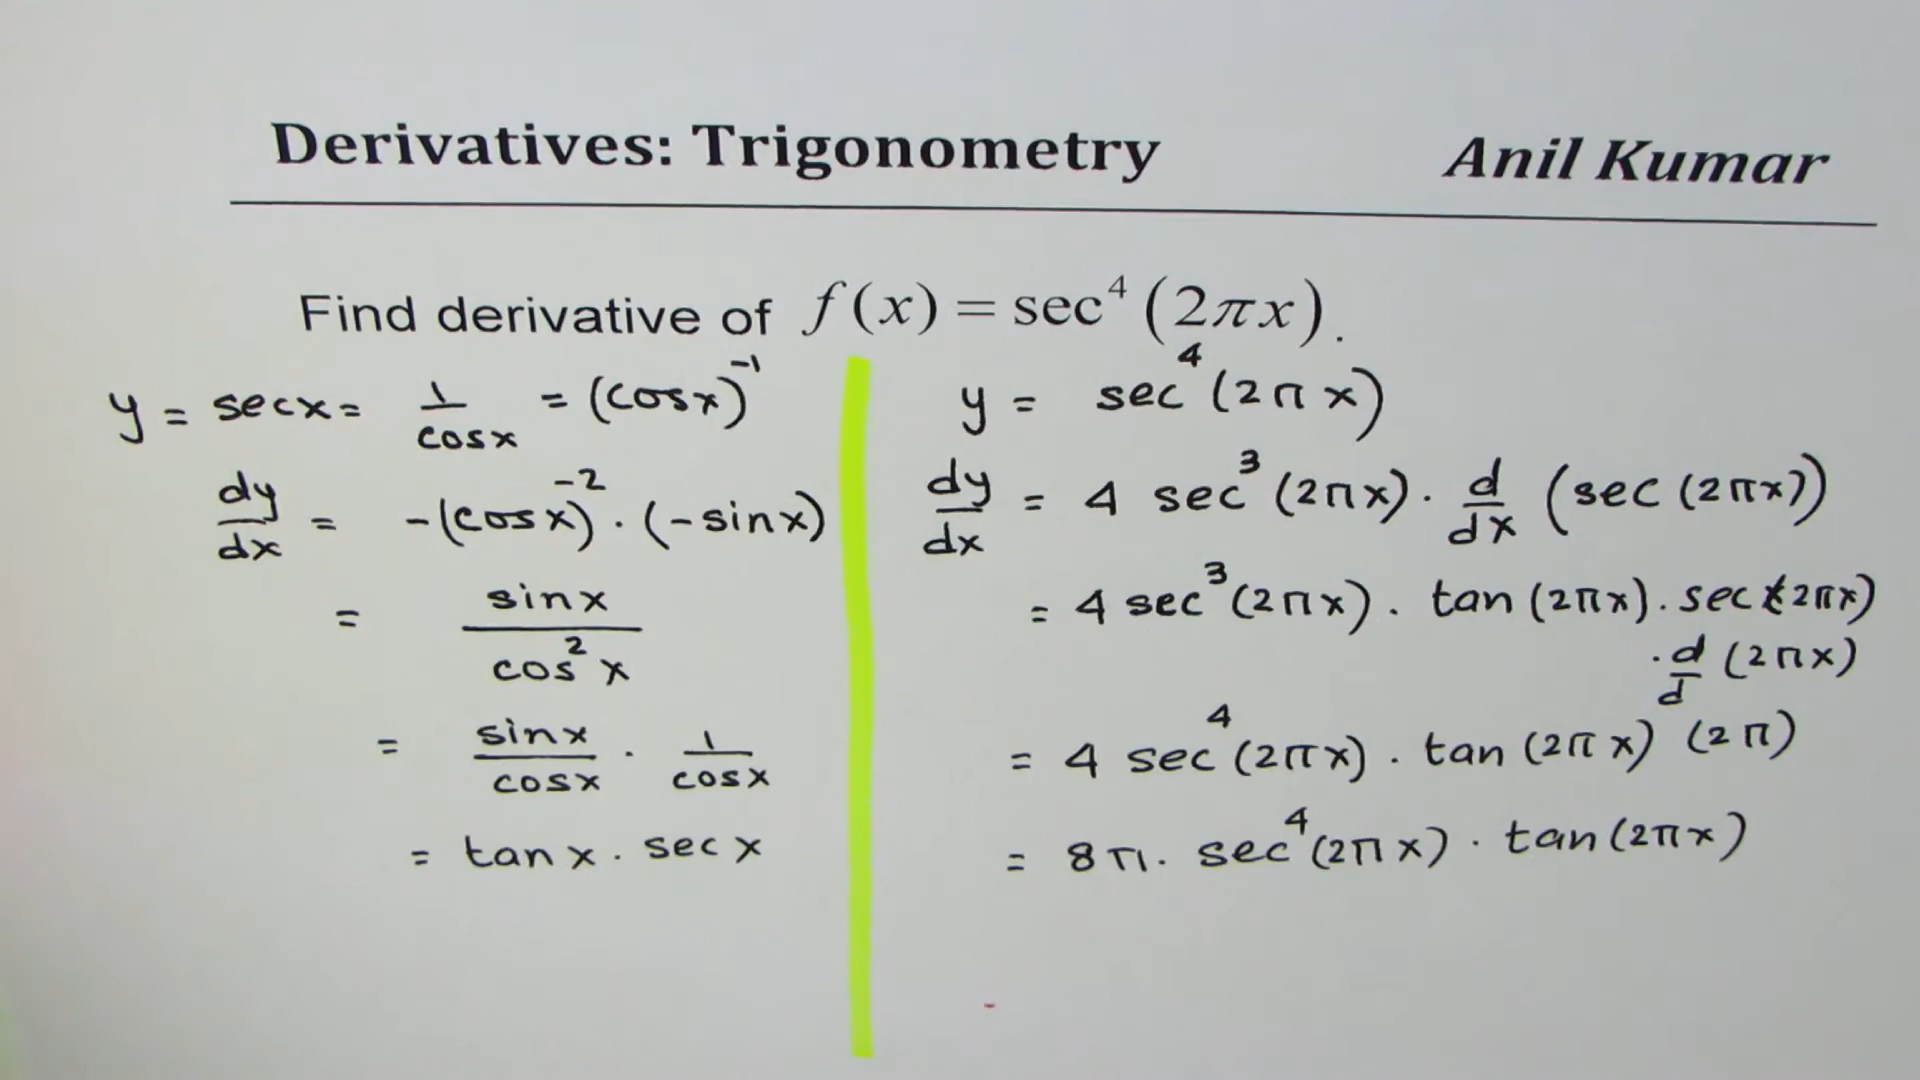 Derivatives: Trigonometry Anil Kumar
Find derivative of f(x) = sec⁴(2πx).
y = secx = 1/cosx = (cosx)⁻¹
dy/dx = -(cosx)⁻² · (-sinx)
= sinx/cos²x
= sinx/cosx · 1/cosx
= tanx · secx
y = sec⁴(2πx)
dy/dx = 4 sec³(2πx) · d/dx (sec(2πx))
= 4 sec³(2πx) · tan(2πx) · sec(2πx)
· d/d (2πx)
= 4 sec⁴(2πx) · tan(2πx) (2π)
= 8π · sec⁴(2πx) · tan(2πx)